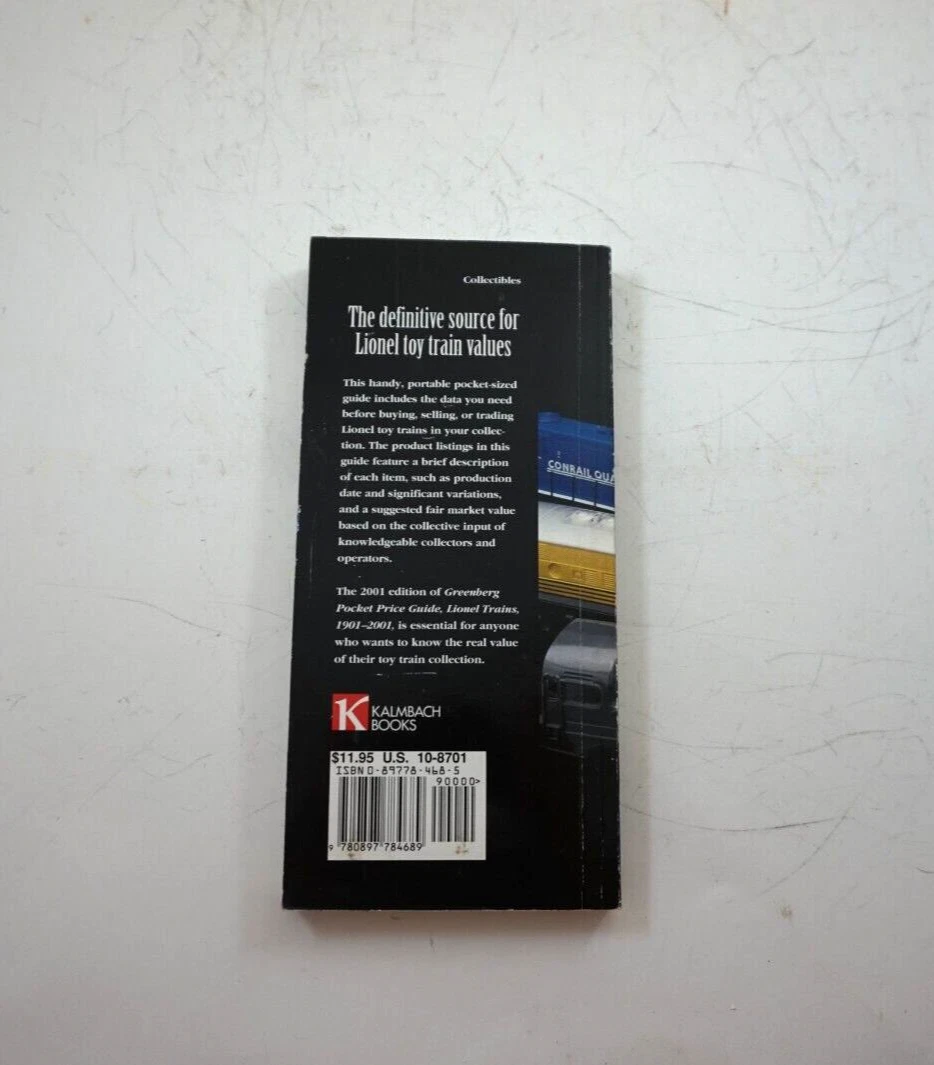 Collectibles
The definitive source for
Lionel toy train values
This handy, portable pocket-sized
guide includes the data you need
before buying, selling, or trading
Lionel toy trains in your collec-
tion. The product listings in this
guide feature a brief description
of each item, such as production
date and significant variations,
and a suggested fair market value
based on the collective input of
knowledgeable collectors and
operators.
The 2001 edition of Greenberg
Pocket Price Guide, Lionel Trains,
1901–2001, is essential for anyone
who wants to know the real value
of their toy train collection.
CONRAIL QUA
K KALMBACH
BOOKS
$11.95 U.S. 10-8701
ISBN 0-89778-468-5
90000>
9 780897 784689